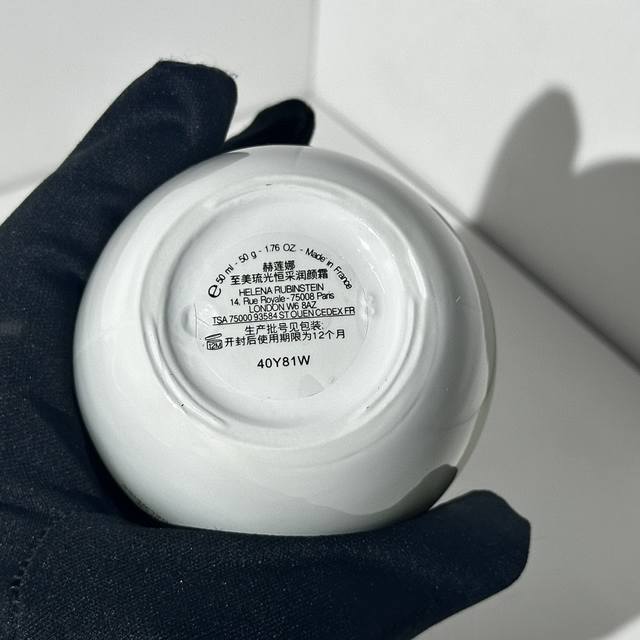 ℮ 50 ml - 50 g - 1.76 OZ - Made in France
赫莲娜
至美琉光恒采润颜霜
HELENA RUBINSTEIN
14, Rue Royale - 75008 Paris
LONDON W6 8AZ
TSA 75000 93584 ST OUEN CEDEX FR
生产批号见包装:
12M 开封后使用期限为12个月
40Y81W